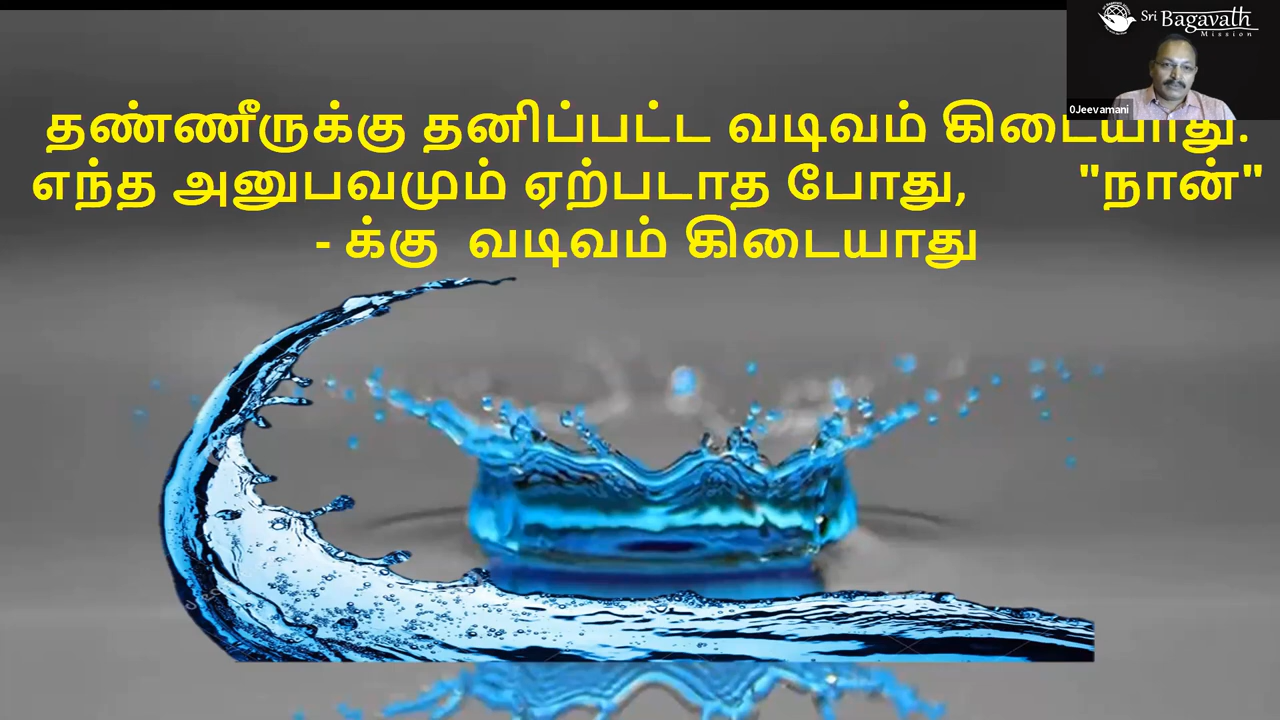 Sri Bagavath
Mission
0Jeevamani
தண்ணீருக்கு தனிப்பட்ட வடிவம் கிடையாது.
எந்த அனுபவமும் ஏற்படாத போது, "நான்"
- க்கு வடிவம் கிடையாது